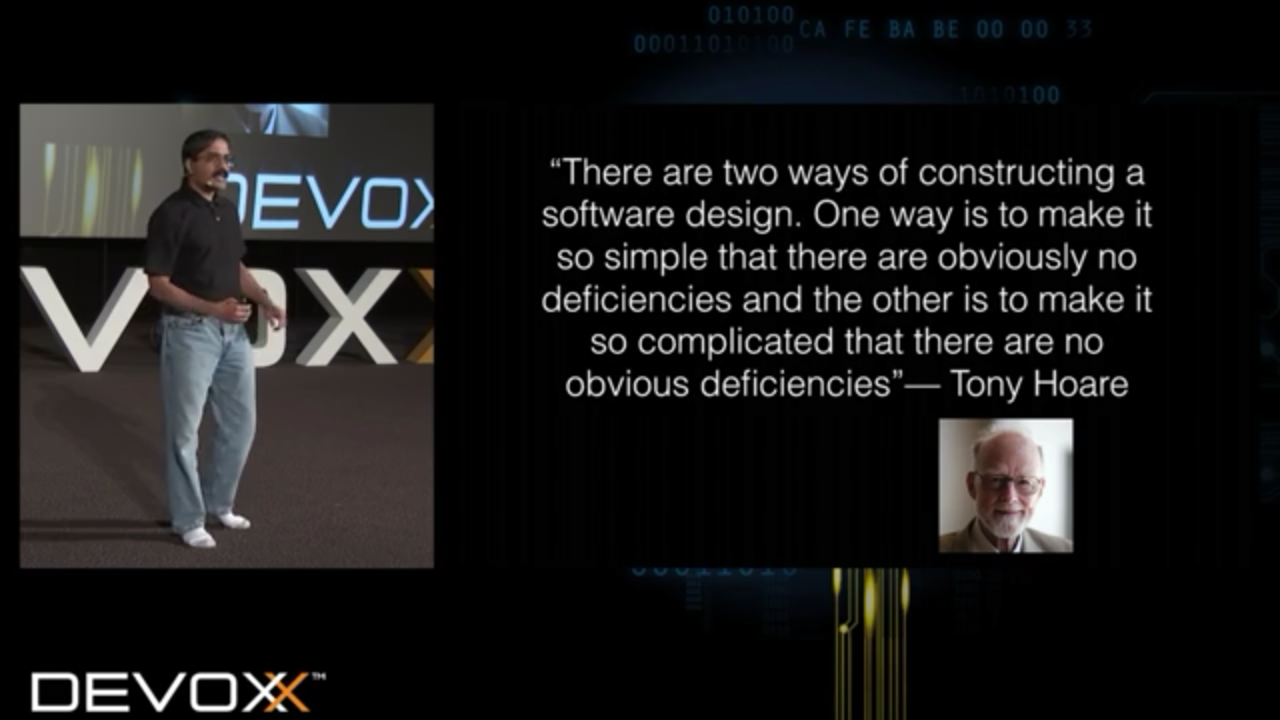 010100
00011010100
CA FE BA BE 00 00 33
1010100
DEVOX
VOXX
“There are two ways of constructing a
software design. One way is to make it
so simple that there are obviously no
deficiencies and the other is to make it
so complicated that there are no
obvious deficiencies”— Tony Hoare
00011010
DEVOXX™